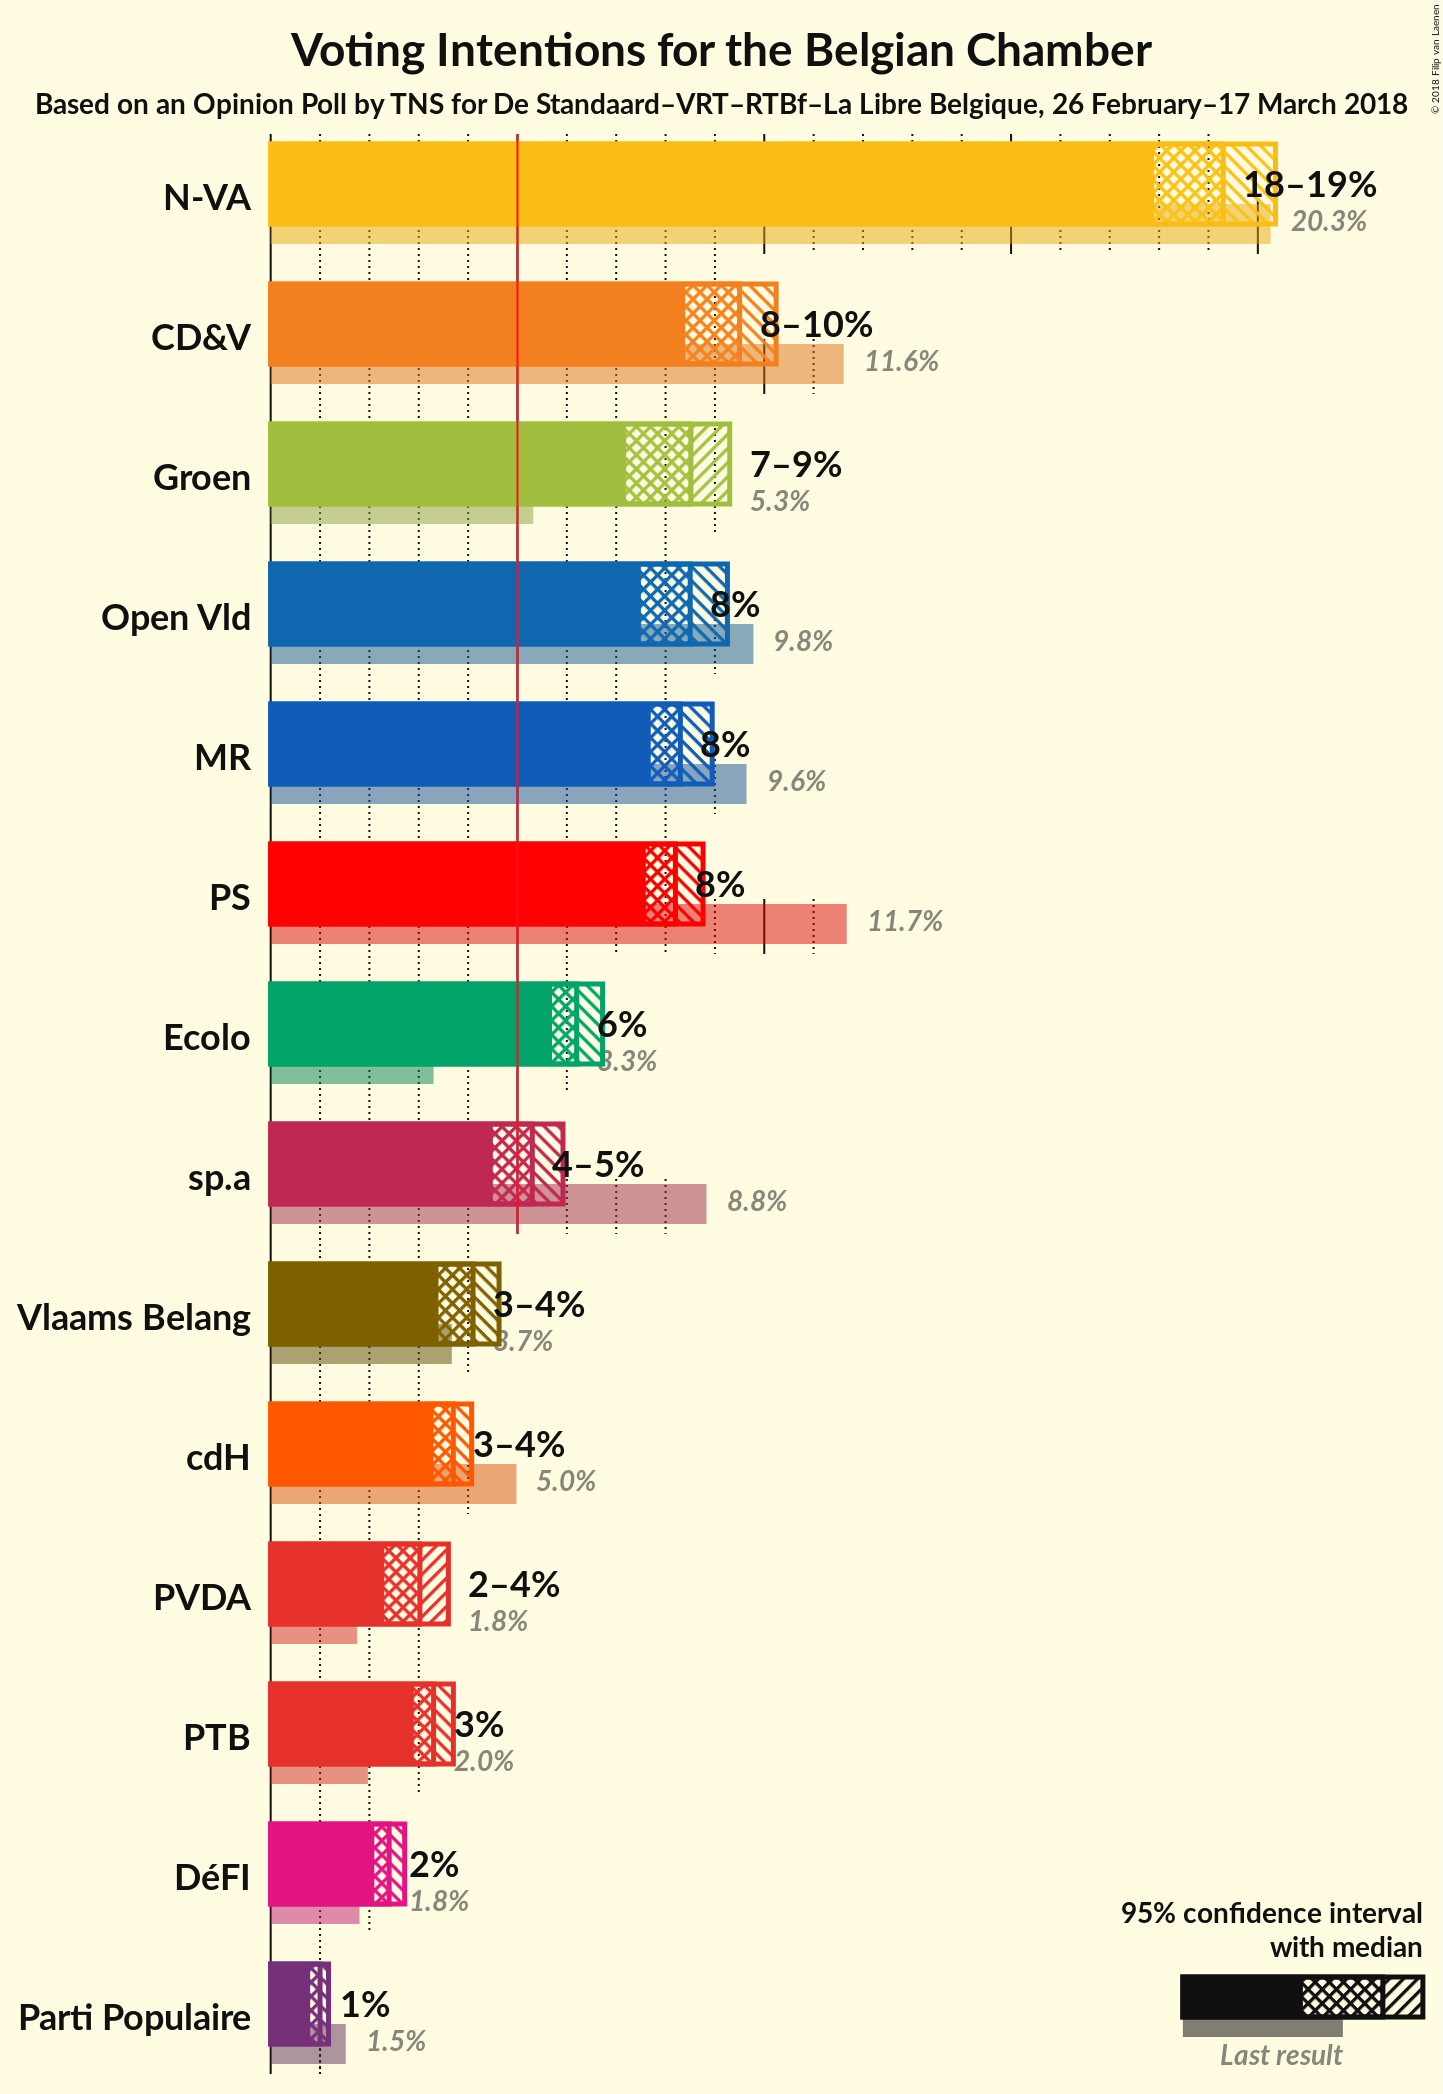 © 2018 Filip van Laenen
Voting Intentions for the Belgian Chamber
Based on an Opinion Poll by TNS for De Standaard–VRT–RTBf–La Libre Belgique, 26 February–17 March 2018
N-VA
18–19%
20.3%
CD&V
8–10%
11.6%
Groen
7–9%
5.3%
Open Vld
8%
9.8%
MR
8%
9.6%
PS
8%
11.7%
Ecolo
6%
3.3%
sp.a
4–5%
8.8%
Vlaams Belang
3–4%
3.7%
cdH
3–4%
5.0%
PVDA
2–4%
1.8%
PTB
3%
2.0%
DéFI
2%
1.8%
Parti Populaire
1%
1.5%
95% confidence interval
with median
Last result